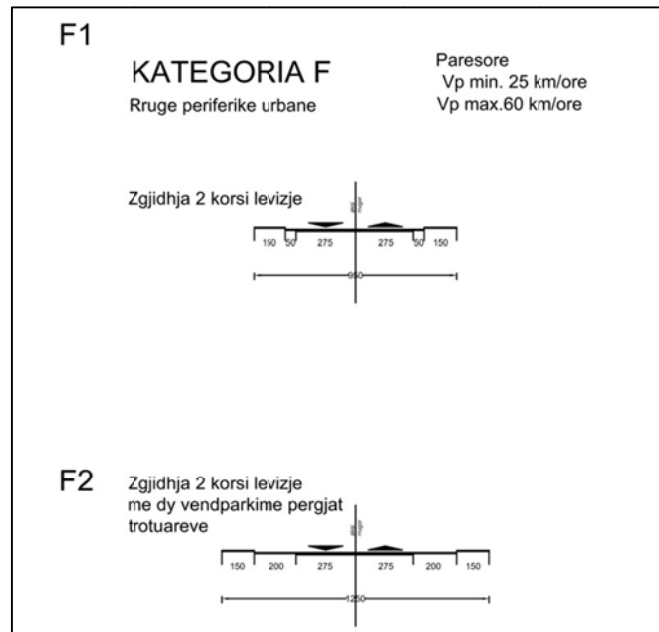 F1
KATEGORIA F
Rruge periferike urbane
Paresore
Vp min. 25 km/ore
Vp max.60 km/ore
Zgjidhja 2 korsi levizje
150 50 275 275 50 150
950
F2
Zgjidhja 2 korsi levizje
me dy vendparkime pergjat
trotuareve
150 200 275 275 200 150
1250